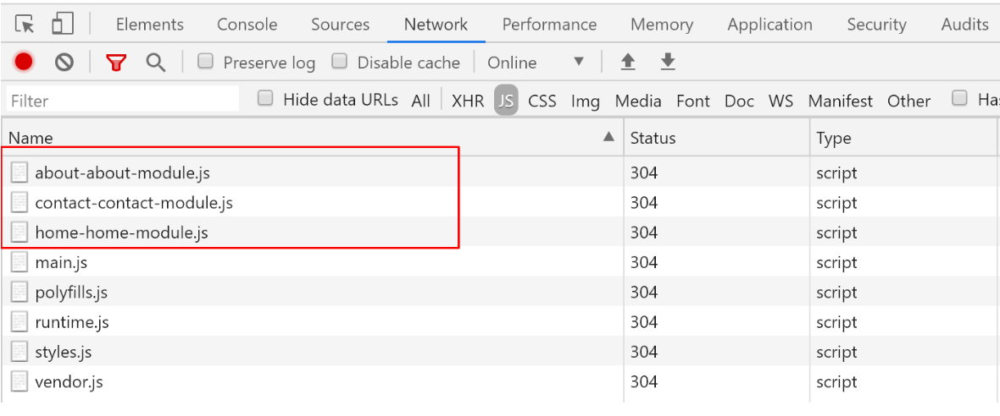 Elements Console Sources Network Performance Memory Application Security Audits
Preserve log Disable cache Online
Filter Hide data URLs All XHR JS CSS Img Media Font Doc WS Manifest Other Has
Name Status Type
about-about-module.js 304 script
contact-contact-module.js 304 script
home-home-module.js 304 script
main.js 304 script
polyfills.js 304 script
runtime.js 304 script
styles.js 304 script
vendor.js 304 script